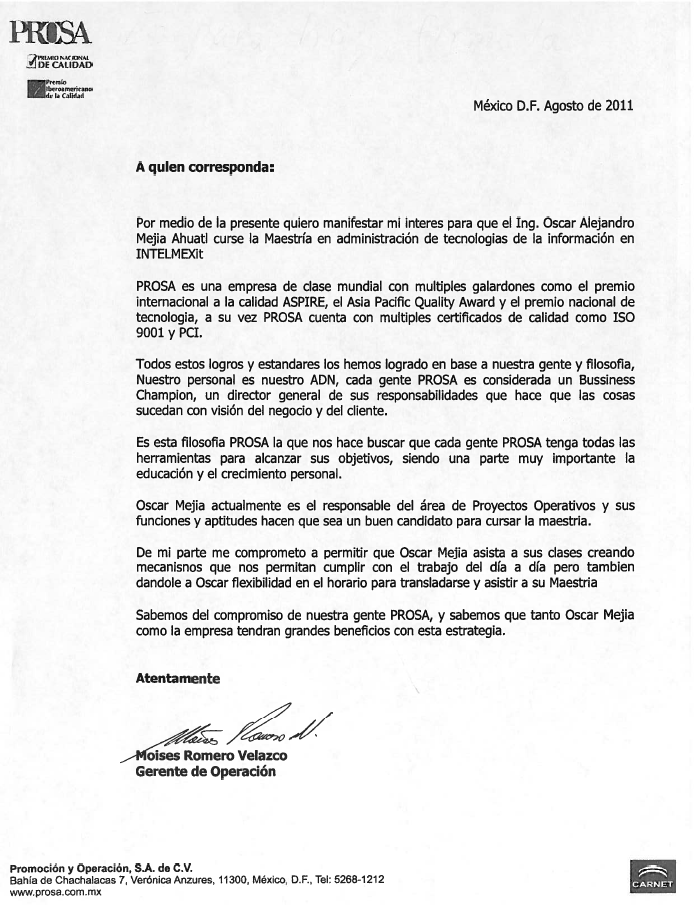 PROSA
PREMIO NACIONAL
DE CALIDAD
Premio
Iberoamericano
de la Calidad
México D.F. Agosto de 2011
A quien corresponda:
Por medio de la presente quiero manifestar mi interes para que el Ing. Oscar Alejandro
Mejia Ahuatl curse la Maestría en administración de tecnologias de la información en
INTELMEXit
PROSA es una empresa de clase mundial con multiples galardones como el premio
internacional a la calidad ASPIRE, el Asia Pacific Quality Award y el premio nacional de
tecnologia, a su vez PROSA cuenta con multiples certificados de calidad como ISO
9001 y PCI.
Todos estos logros y estandares los hemos logrado en base a nuestra gente y filosofia,
Nuestro personal es nuestro ADN, cada gente PROSA es considerada un Bussiness
Champion, un director general de sus responsabilidades que hace que las cosas
sucedan con visión del negocio y del cliente.
Es esta filosofia PROSA la que nos hace buscar que cada gente PROSA tenga todas las
herramientas para alcanzar sus objetivos, siendo una parte muy importante la
educación y el crecimiento personal.
Oscar Mejia actualmente es el responsable del área de Proyectos Operativos y sus
funciones y aptitudes hacen que sea un buen candidato para cursar la maestria.
De mi parte me comprometo a permitir que Oscar Mejia asista a sus clases creando
mecanisnos que nos permitan cumplir con el trabajo del día a día pero tambien
dandole a Oscar flexibilidad en el horario para transladarse y asistir a su Maestria
Sabemos del compromiso de nuestra gente PROSA, y sabemos que tanto Oscar Mejia
como la empresa tendran grandes beneficios con esta estrategia.
Atentamente
Moises Romero V.
Moises Romero Velazco
Gerente de Operación
Promoción y Operación, S.A. de C.V.
Bahía de Chachalacas 7, Verónica Anzures, 11300, México, D.F., Tel: 5268-1212
www.prosa.com.mx
CARNET